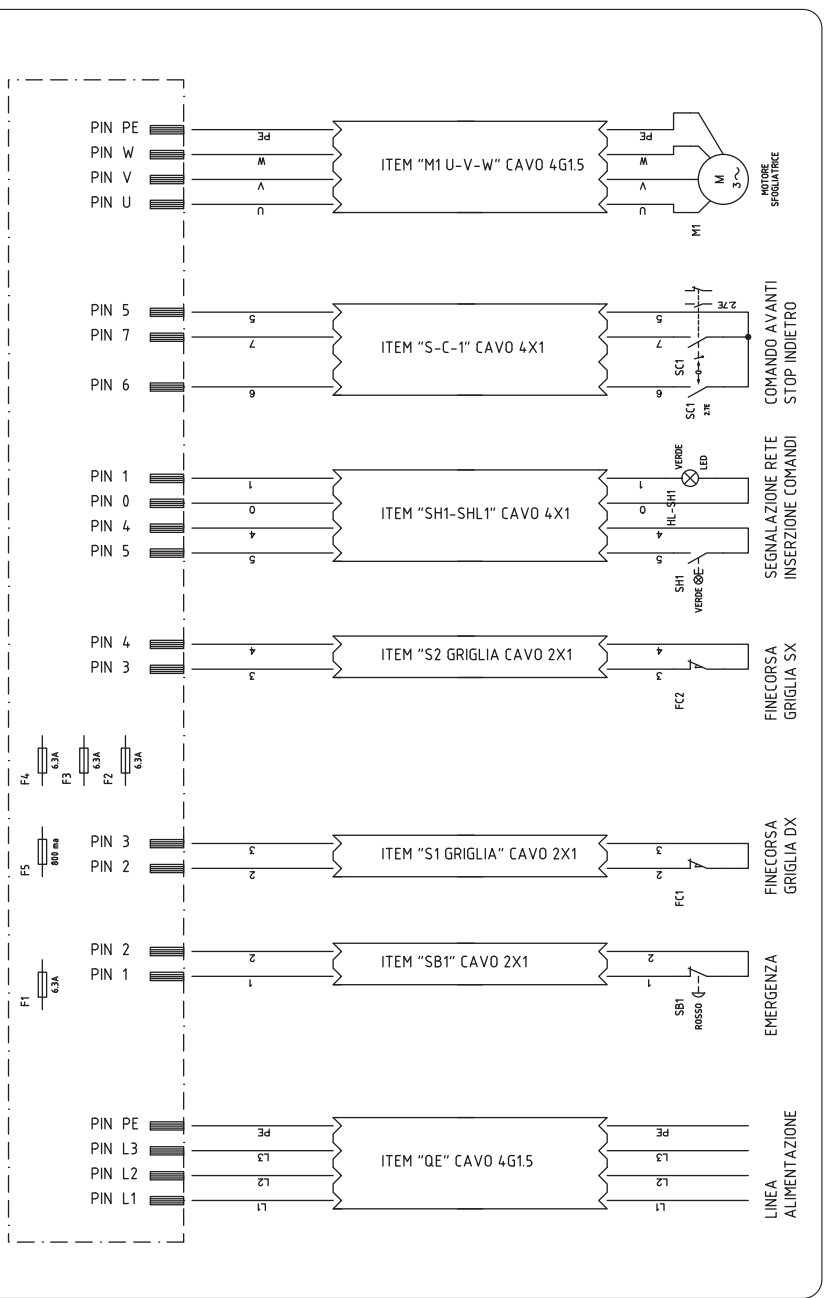 PIN PE
PE
ITEM "M1 U-V-W" CAVO 4G1.5
PE
PIN W
W
W
PIN V
V
V
PIN U
U
U
M
3~
M1
MOTORE
SFOGLIATRICE
PIN 5
5
ITEM "S-C-1" CAVO 4X1
5
2.7E
PIN 7
7
7
SC1
0
PIN 6
6
6
SC1
2.7E
COMANDO AVANTI
STOP INDIETRO
PIN 1
1
ITEM "SH1-SHL1" CAVO 4X1
1
VERDE
LED
PIN 0
0
0
HL-SH1
PIN 4
4
4
PIN 5
5
5
SH1
VERDE
SEGNALAZIONE RETE
INSERZIONE COMANDI
PIN 4
4
ITEM "S2 GRIGLIA CAVO 2X1
4
PIN 3
3
3
FC2
FINECORSA
GRIGLIA SX
F4
6.3A
F3
6.3A
F2
6.3A
F5
800 ma
PIN 3
3
ITEM "S1 GRIGLIA" CAVO 2X1
3
PIN 2
2
2
FC1
FINECORSA
GRIGLIA DX
F1
6.3A
PIN 2
2
ITEM "SB1" CAVO 2X1
2
PIN 1
1
1
SB1
ROSSO
EMERGENZA
PIN PE
PE
ITEM "QE" CAVO 4G1.5
PE
PIN L3
L3
L3
PIN L2
L2
L2
PIN L1
L1
L1
LINEA
ALIMENTAZIONE